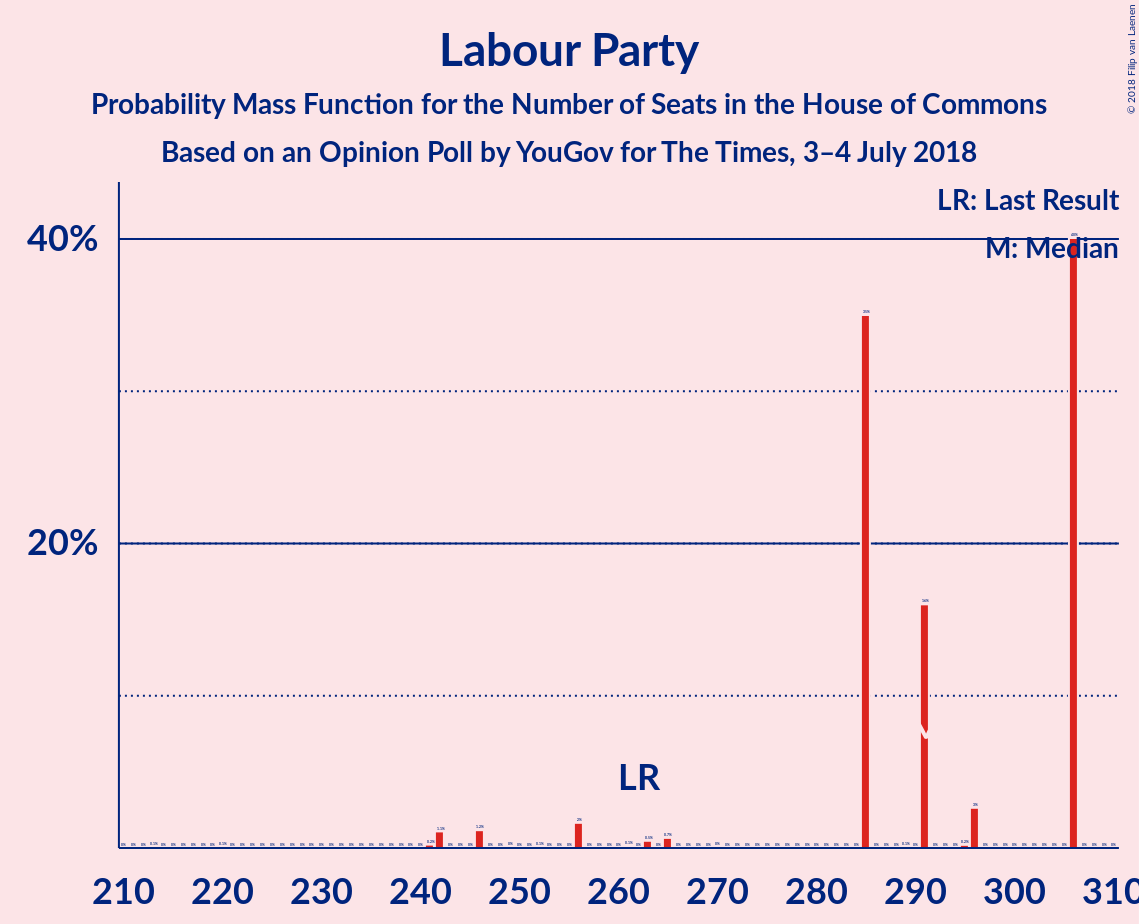 Labour Party
Probability Mass Function for the Number of Seats in the House of Commons
Based on an Opinion Poll by YouGov for The Times, 3–4 July 2018
© 2018 Filip van Laenen
LR: Last Result
M: Median
40%
20%
LR
M
210 220 230 240 250 260 270 280 290 300 310